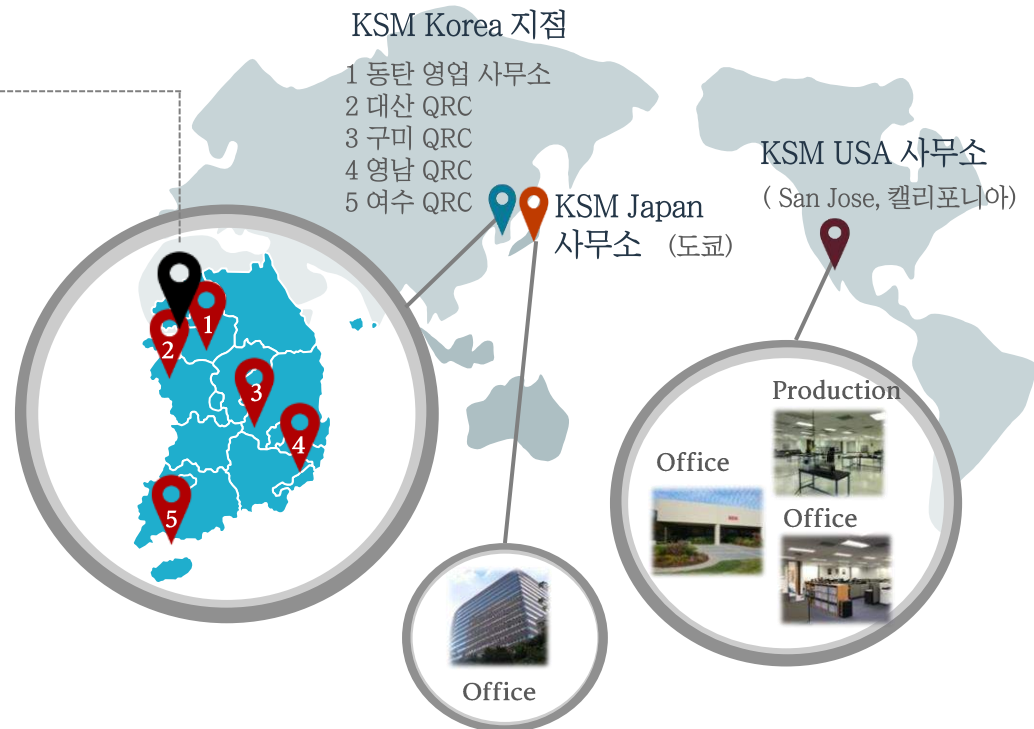 KSM Korea 지점
1 동탄 영업 사무소
2 대산 QRC
3 구미 QRC
4 영남 QRC
5 여수 QRC
KSM Japan
사무소 (도쿄)
KSM USA 사무소
( San Jose, 캘리포니아)
1
2
3
4
5
Production
Office
Office
Office